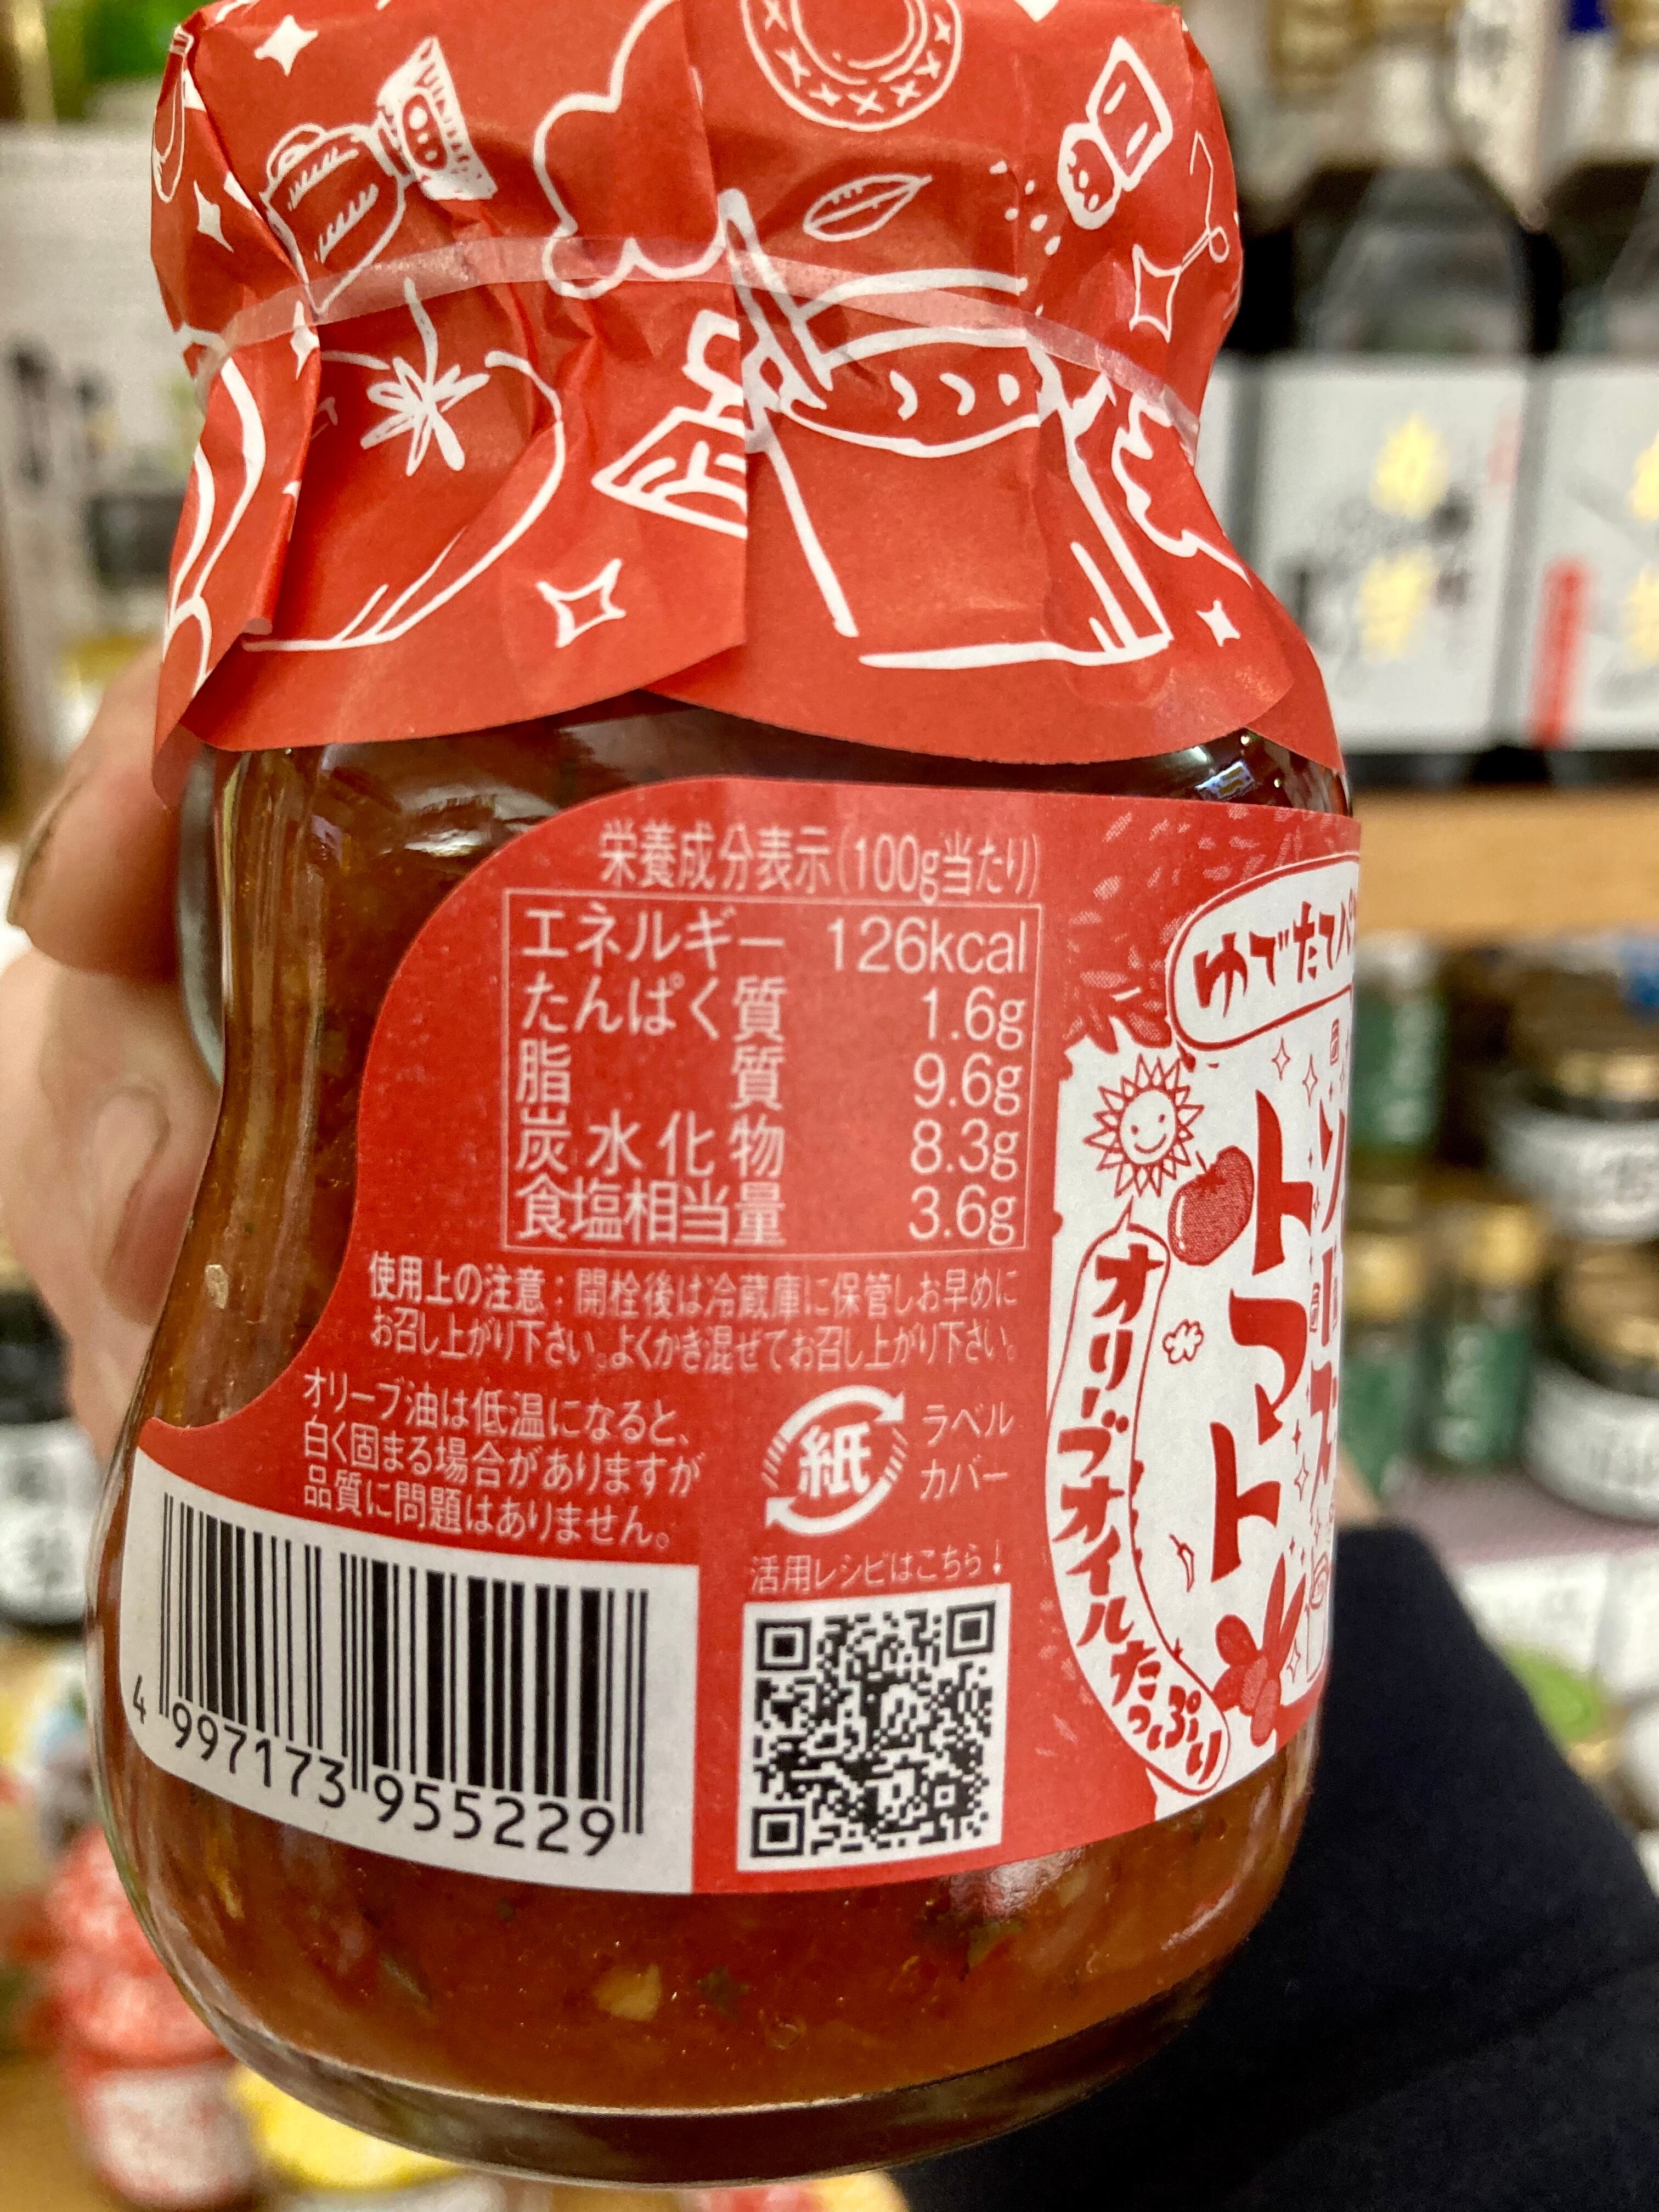 栄養成分表示(100g当たり)
エネルギー 126kcal
たんぱく質 1.6g
脂質 9.6g
炭水化物 8.3g
食塩相当量 3.6g
使用上の注意:開栓後は冷蔵庫に保管しお早めに
お召し上がり下さい。よくかき混ぜてお召し上がり下さい。
オリーブ油は低温になると、
白く固まる場合がありますが
品質に問題はありません。
紙
ラベル
カバー
活用レシピはこちら!
4 997173 955229
ゆでたてパ
トマト
オリーブオイルたっぷり